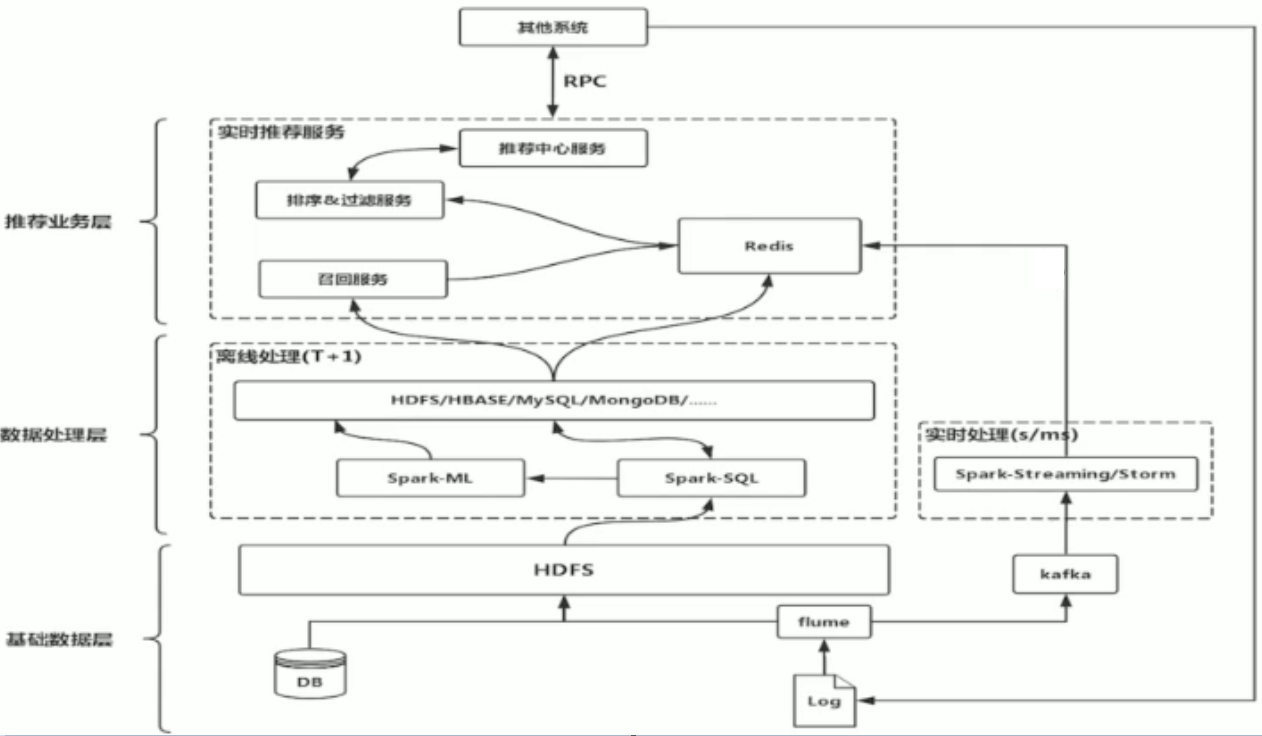 其他系统
RPC
实时推荐服务
推荐中心服务
排序&过滤服务
推荐业务层
Redis
召回服务
离线处理(T+1)
HDFS/HBASE/MySQL/MongoDB/......
数据处理层
实时处理(s/ms)
Spark-ML
Spark-SQL
Spark-Streaming/Storm
HDFS
kafka
flume
基础数据层
DB
Log